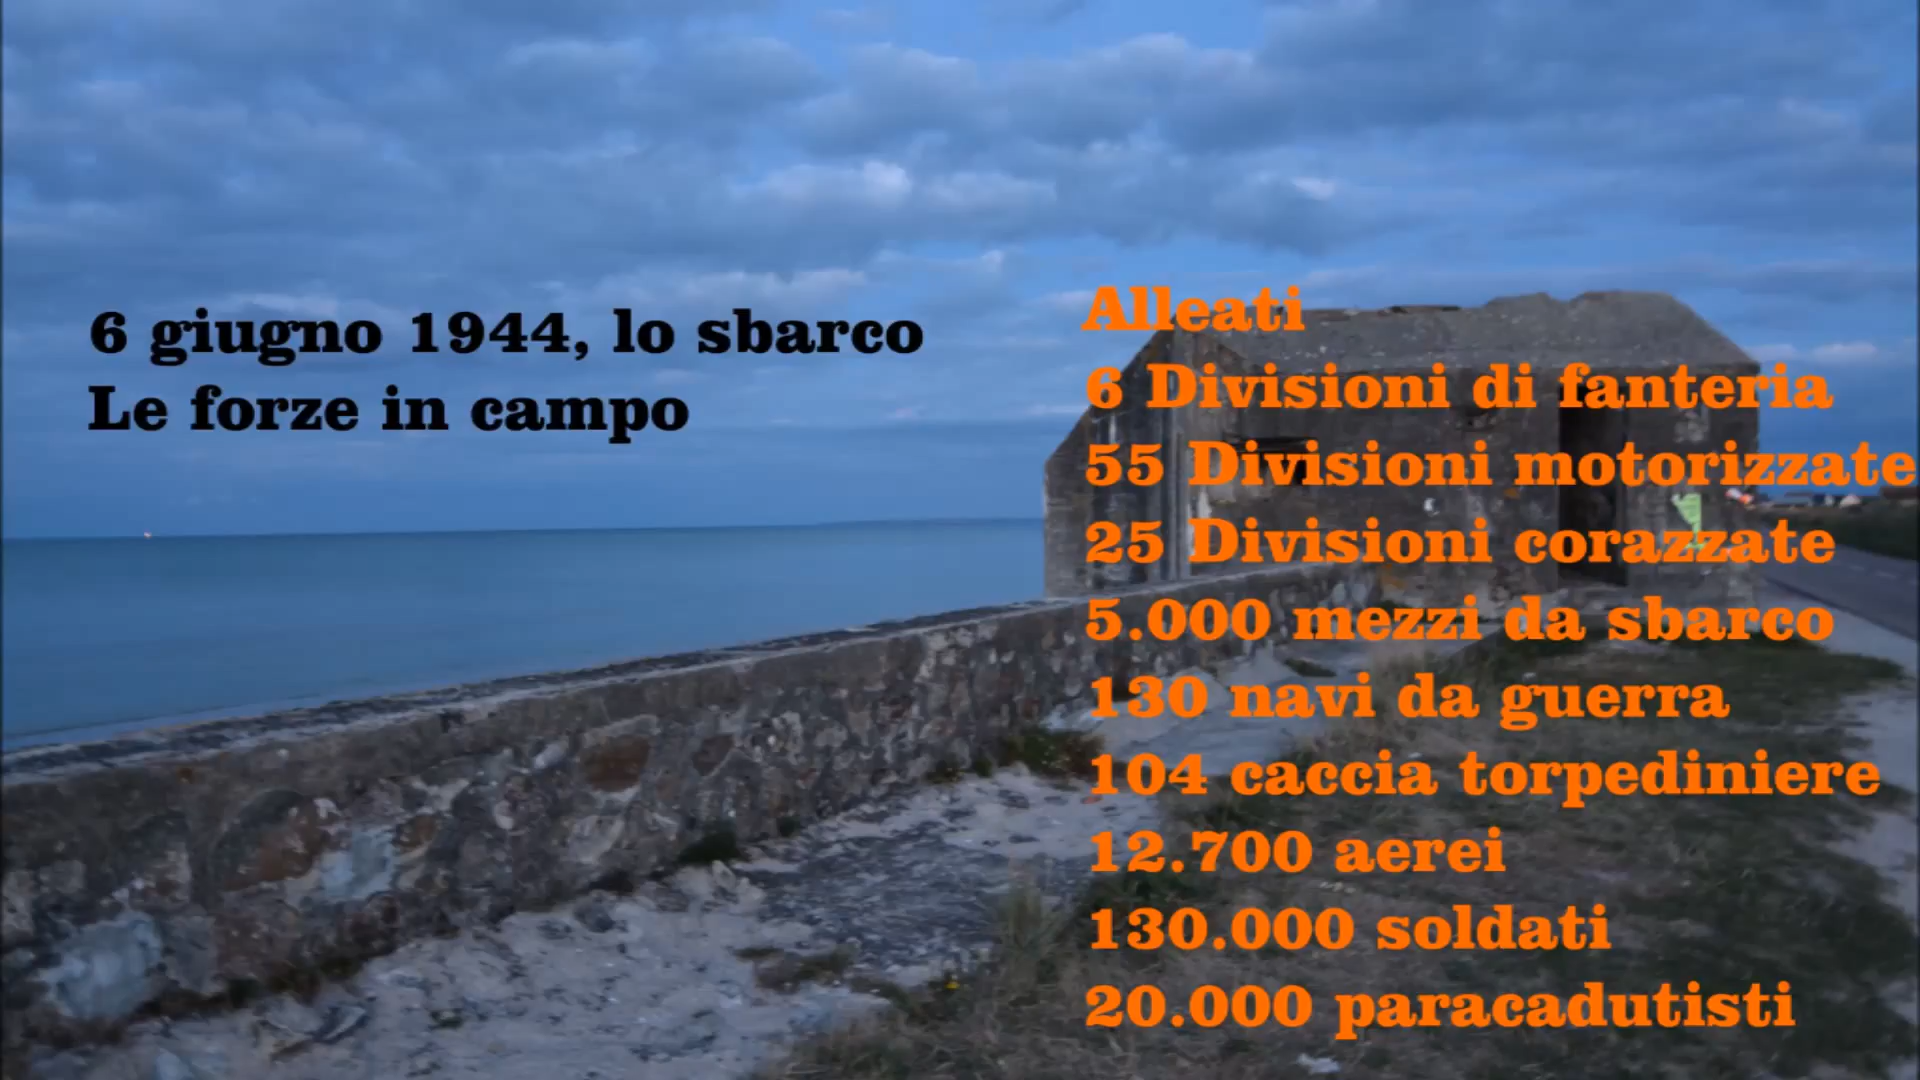 6 giugno 1944, lo sbarco
Le forze in campo
Alleati
6 Divisioni di fanteria
55 Divisioni motorizzate
25 Divisioni corazzate
5.000 mezzi da sbarco
130 navi da guerra
104 caccia torpediniere
12.700 aerei
130.000 soldati
20.000 paracadutisti